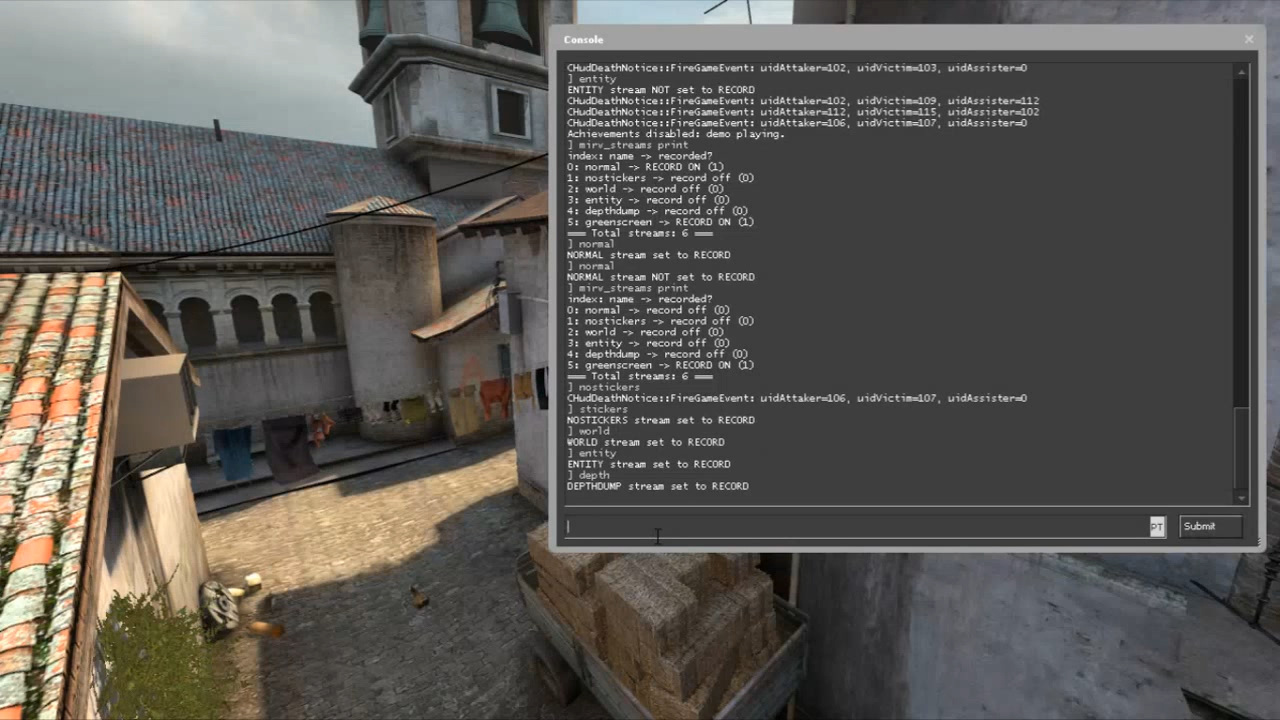 Console
CHudDeathNotice::FireGameEvent: uidAttaker=102, uidVictim=103, uidAssister=0
] entity
ENTITY stream NOT set to RECORD
CHudDeathNotice::FireGameEvent: uidAttaker=102, uidVictim=109, uidAssister=112
CHudDeathNotice::FireGameEvent: uidAttaker=112, uidVictim=115, uidAssister=102
CHudDeathNotice::FireGameEvent: uidAttaker=106, uidVictim=107, uidAssister=0
Achievements disabled: demo playing.
] mirv_streams print
index: name -> recorded?
0: normal -> RECORD ON (1)
1: nostickers -> record off (0)
2: world -> record off (0)
3: entity -> record off (0)
4: depthdump -> record off (0)
5: greenscreen -> RECORD ON (1)
=== Total streams: 6 ===
] normal
NORMAL stream set to RECORD
] normal
NORMAL stream NOT set to RECORD
] mirv_streams print
index: name -> recorded?
0: normal -> record off (0)
1: nostickers -> record off (0)
2: world -> record off (0)
3: entity -> record off (0)
4: depthdump -> record off (0)
5: greenscreen -> RECORD ON (1)
=== Total streams: 6 ===
] nostickers
CHudDeathNotice::FireGameEvent: uidAttaker=106, uidVictim=107, uidAssister=0
] stickers
NOSTICKERS stream set to RECORD
] world
WORLD stream set to RECORD
] entity
ENTITY stream set to RECORD
] depth
DEPTHDUMP stream set to RECORD
PT
Submit